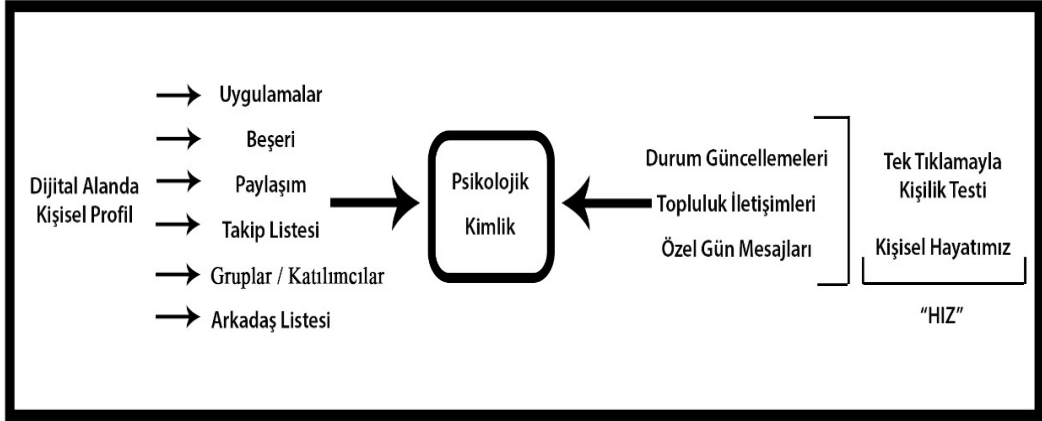 Dijital Alanda
Kişisel Profil
Uygulamalar
Beşeri
Paylaşım
Takip Listesi
Gruplar / Katılımcılar
Arkadaş Listesi
Psikolojik
Kimlik
Durum Güncellemeleri
Topluluk İletişimleri
Özel Gün Mesajları
Tek Tıklamayla
Kişilik Testi
Kişisel Hayatımız
“HIZ”